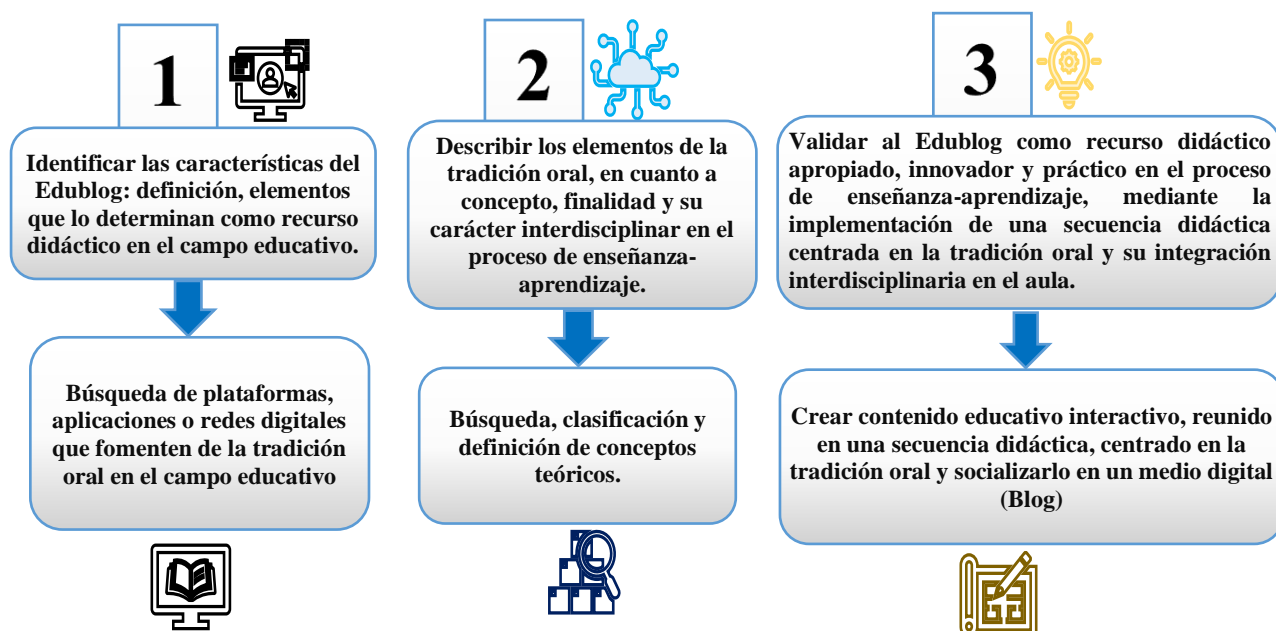 1
Identificar las características del
Edublog: definición, elementos
que lo determinan como recurso
didáctico en el campo educativo.
Búsqueda de plataformas,
aplicaciones o redes digitales
que fomenten de la tradición
oral en el campo educativo
2
Describir los elementos de la
tradición oral, en cuanto a
concepto, finalidad y su
carácter interdisciplinar en el
proceso de enseñanza-
aprendizaje.
Búsqueda, clasificación y
definición de conceptos
teóricos.
3
Validar al Edublog como recurso didáctico
apropiado, innovador y práctico en el proceso
de enseñanza-aprendizaje, mediante la
implementación de una secuencia didáctica
centrada en la tradición oral y su integración
interdisciplinaria en el aula.
Crear contenido educativo interactivo, reunido
en una secuencia didáctica, centrado en la
tradición oral y socializarlo en un medio digital
(Blog)